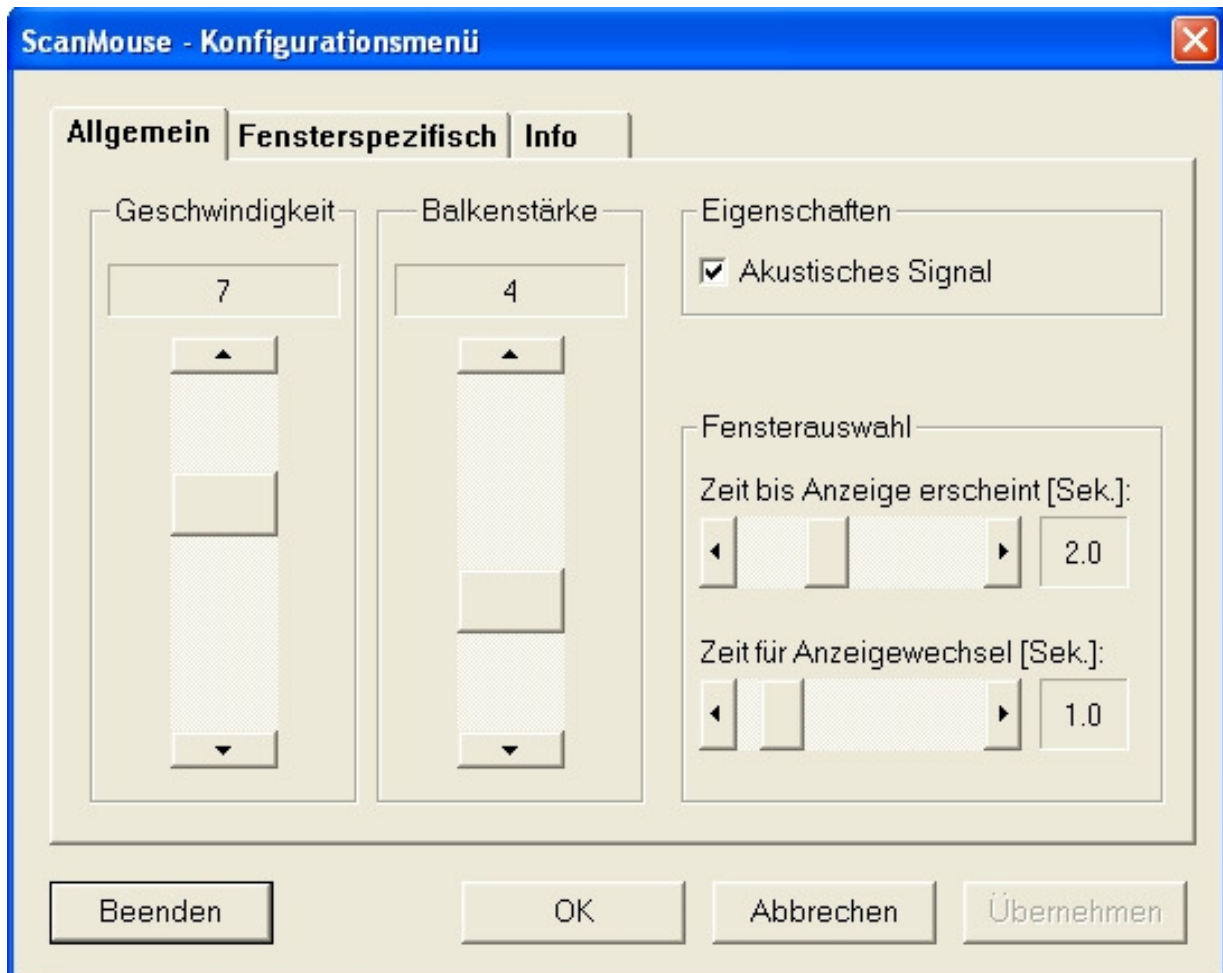 ScanMouse - Konfigurationsmenü
Allgemein Fensterspezifisch Info
Geschwindigkeit
7
Balkenstärke
4
Eigenschaften
Akustisches Signal
Fensterauswahl
Zeit bis Anzeige erscheint [Sek.]:
2.0
Zeit für Anzeigewechsel [Sek.]:
1.0
Beenden OK Abbrechen Übernehmen